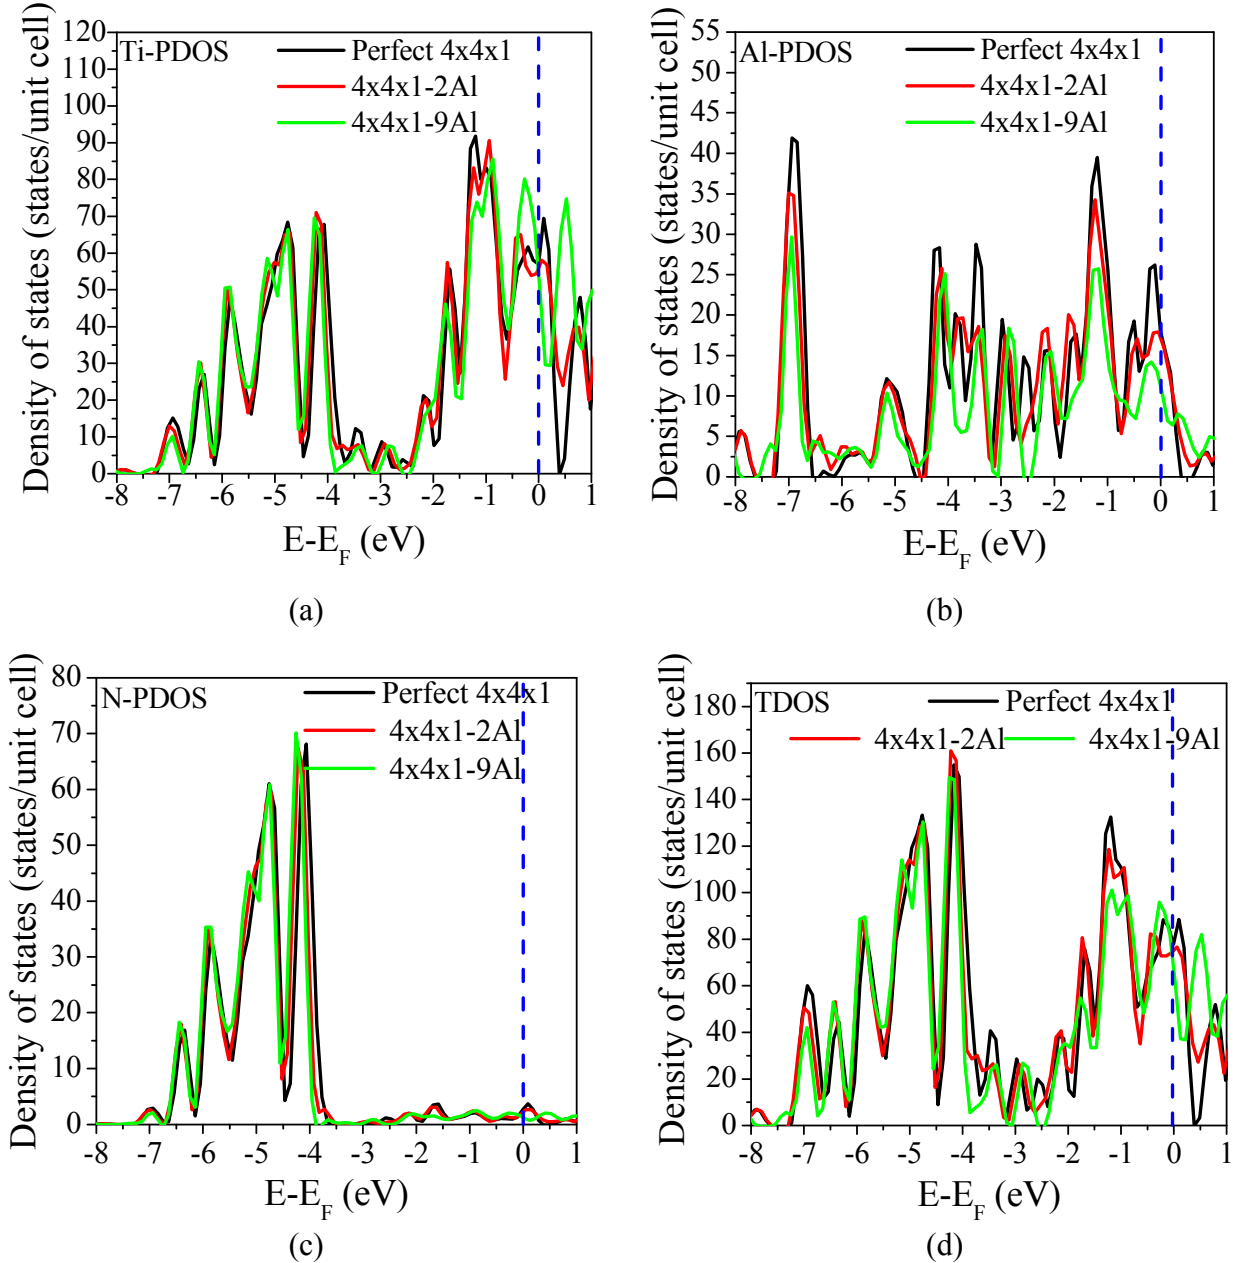 Ti-PDOS
Perfect 4x4x1
4x4x1-2Al
4x4x1-9Al
Density of states (states/unit cell)
120
110
100
90
80
70
60
50
40
30
20
10
0
-8 -7 -6 -5 -4 -3 -2 -1 0 1
E-E_F (eV)
(a)
Al-PDOS
Perfect 4x4x1
4x4x1-2Al
4x4x1-9Al
Density of states (states/unit cell)
55
50
45
40
35
30
25
20
15
10
5
0
-8 -7 -6 -5 -4 -3 -2 -1 0 1
E-E_F (eV)
(b)
N-PDOS
Perfect 4x4x1
4x4x1-2Al
4x4x1-9Al
Density of states (states/unit cell)
80
70
60
50
40
30
20
10
0
-8 -7 -6 -5 -4 -3 -2 -1 0 1
E-E_F (eV)
(c)
TDOS
Perfect 4x4x1
4x4x1-2Al 4x4x1-9Al
Density of states (states/unit cell)
180
160
140
120
100
80
60
40
20
0
-8 -7 -6 -5 -4 -3 -2 -1 0 1
E-E_F (eV)
(d)